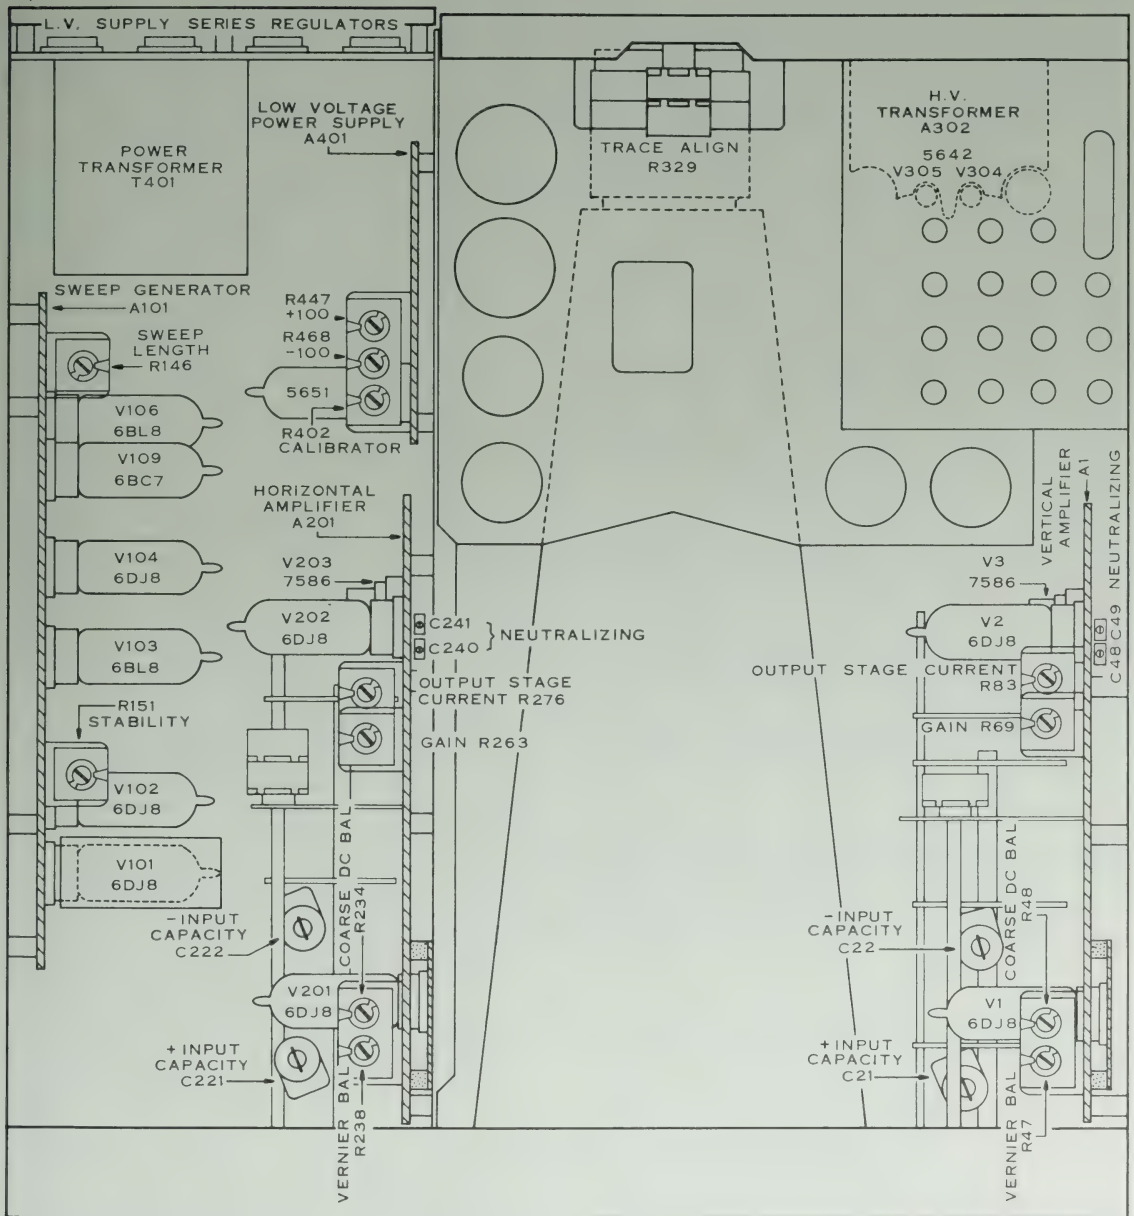 L.V. SUPPLY SERIES REGULATORS
POWER
TRANSFORMER
T401
LOW VOLTAGE
POWER SUPPLY
A401
TRACE ALIGN
R329
H.V.
TRANSFORMER
A302
5642
V305 V304
SWEEP GENERATOR
A101
SWEEP
LENGTH
R146
R447
+100
R468
-100
5651
R402
CALIBRATOR
V106
6BL8
V109
6BC7
V104
6DJ8
V103
6BL8
R151
STABILITY
V102
6DJ8
V101
6DJ8
HORIZONTAL
AMPLIFIER
A201
V203
7586
V202
6DJ8
C241
C240
NEUTRALIZING
OUTPUT STAGE
CURRENT R276
GAIN R263
COARSE DC BAL
R234
-INPUT
CAPACITY
C222
V201
6DJ8
+INPUT
CAPACITY
C221
VERNIER BAL
R238
VERTICAL
AMPLIFIER
A1
C48 C49 NEUTRALIZING
V3
7586
V2
6DJ8
OUTPUT STAGE CURRENT
R83
GAIN R69
COARSE DC BAL
R48
-INPUT
CAPACITY
C22
V1
6DJ8
+INPUT
CAPACITY
C21
VERNIER BAL
R47